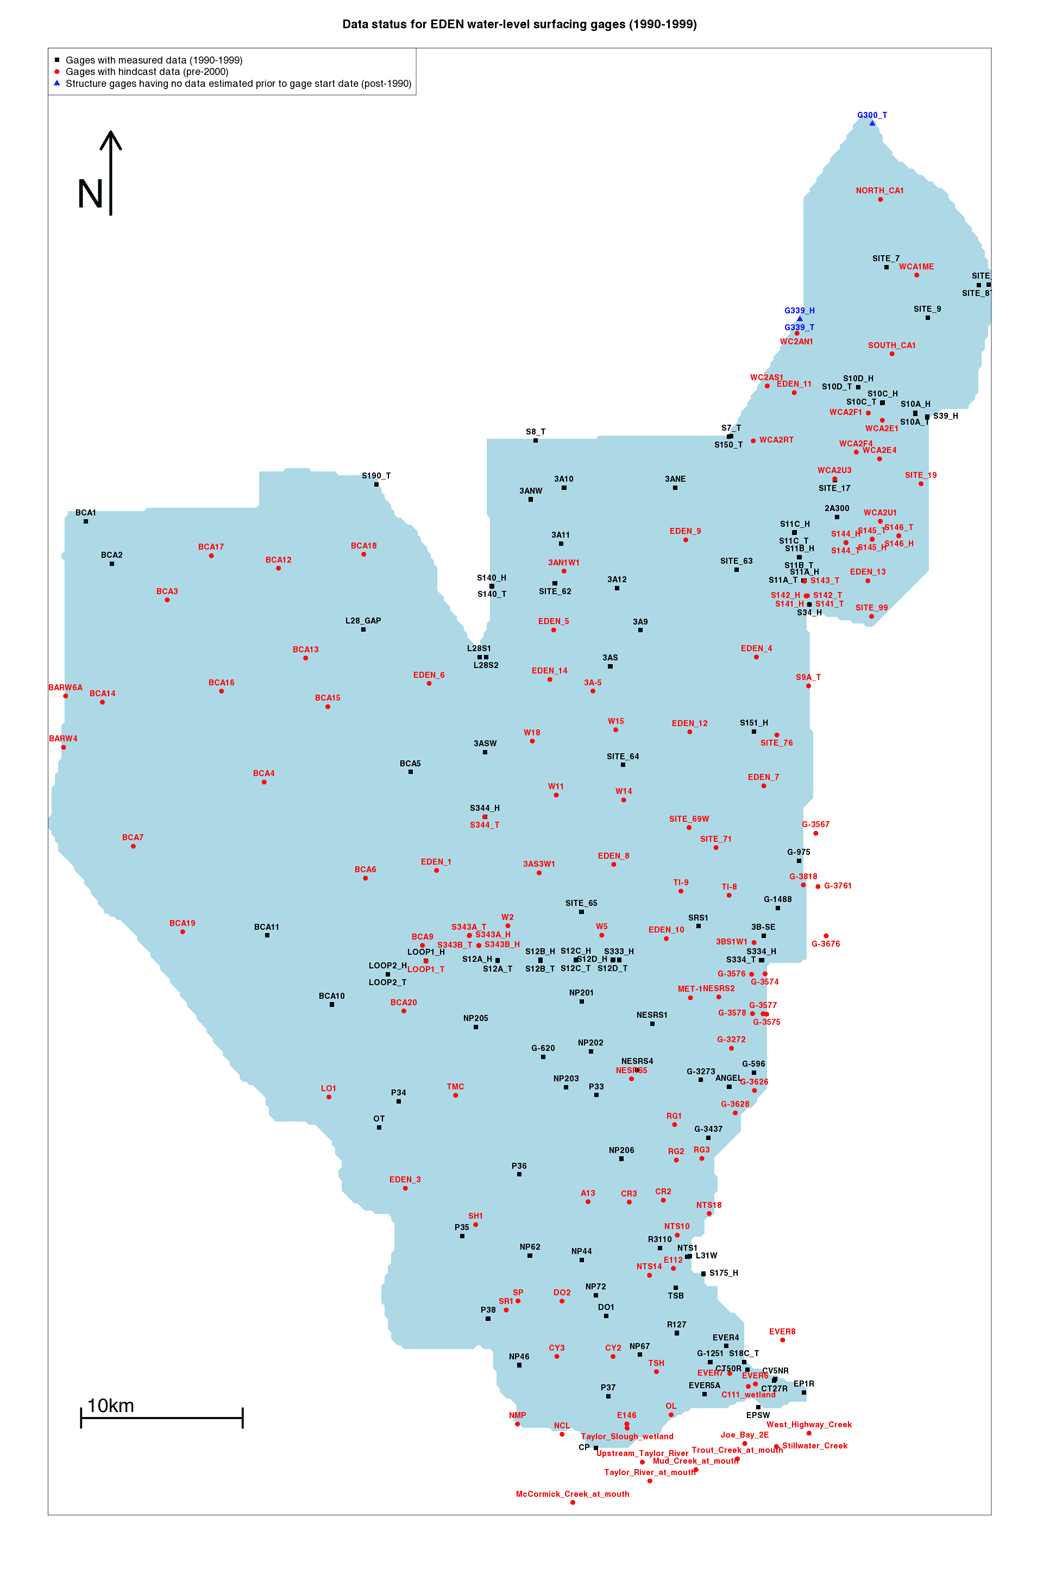 Data status for EDEN water-level surfacing gages (1990-1999)
Gages with measured data (1990-1999)
Gages with hindcast data (pre-2000)
Structure gages having no data estimated prior to gage start date (post-1990)
N
G300_T
NORTH_CA1
SITE_7
WCA1ME
SITE_
SITE_8
SITE_9
G339_H
G339_T
WC2AN1
SOUTH_CA1
WC2AS1
EDEN_11
S10D_H
S10D_T
S10C_H
S10C_T
S10A_H
S10A_T
S39_H
WCA2F1
WCA2E1
S8_T
S7_T
S150_T
WCA2RT
WCA2F4
WCA2E4
S190_T
3A10
3ANW
3ANE
WCA2U3
SITE_17
SITE_19
BCA1
2A300
WCA2U1
BCA2
BCA17
BCA12
BCA18
3A11
EDEN_9
S11C_H
S11C_T
S144_H
S144_T
S145_T
S145_H
S146_T
S146_H
S11B_H
S11B_T
3AN1W1
SITE_63
S140_H
S140_T
SITE_62
3A12
S11A_H
S11A_T
S143_T
EDEN_13
BCA3
S142_H
S142_T
S141_H
S141_T
S34_H
SITE_99
L28_GAP
EDEN_5
3A9
BCA13
L28S1
L28S2
3AS
EDEN_4
BARW6A
BCA14
BCA16
BCA15
EDEN_6
EDEN_14
3A-5
S9A_T
BARW4
W18
W15
EDEN_12
S151_H
SITE_76
3ASW
BCA5
SITE_64
BCA4
W11
W14
EDEN_7
S344_H
S344_T
SITE_69W
G-3567
BCA7
SITE_71
BCA6
EDEN_1
3AS3W1
EDEN_8
G-975
TI-9
TI-8
G-3818
G-3761
G-1488
SITE_65
BCA19
BCA11
W2
S343A_T
S343A_H
W5
EDEN_10
SRS1
3B-SE
G-3676
BCA9
S343B_T
S343B_H
3BS1W1
LOOP1_H
LOOP1_T
S12A_H
S12A_T
S12B_H
S12B_T
S12C_H
S12C_T
S12D_H
S12D_T
S333_H
S334_H
S334_T
LOOP2_H
LOOP2_T
G-3576
G-3574
BCA10
BCA20
NP201
MET-1
NESRS2
NP205
NESRS1
G-3578
G-3577
G-3575
G-620
NP202
G-3272
NESRS4
NESRS5
G-3273
ANGEL
G-596
G-3626
LO1
P34
TMC
NP203
P33
G-3628
OT
RG1
G-3437
P36
NP206
RG2
RG3
EDEN_3
A13
CR3
CR2
NTS18
P35
SH1
NTS10
NP62
NP44
R3110
NTS1
L31W
E112
NTS14
S175_H
SP
SR1
DO2
NP72
TSB
P38
DO1
R127
EVER4
EVER8
NP46
CY3
CY2
NP67
G-1251
S18C_T
TSH
EVER7
CT50R
EVER6
CV5NR
CT27R
EP1R
P37
EVER5A
C111_wetland
EPSW
10km
NMP
NCL
E146
OL
Taylor_Slough_wetland
West_Highway_Creek
Joe_Bay_2E
Stillwater_Creek
CP
Upstream_Taylor_River
Trout_Creek_at_mouth
Mud_Creek_at_mouth
Taylor_River_at_mouth
McCormick_Creek_at_mouth